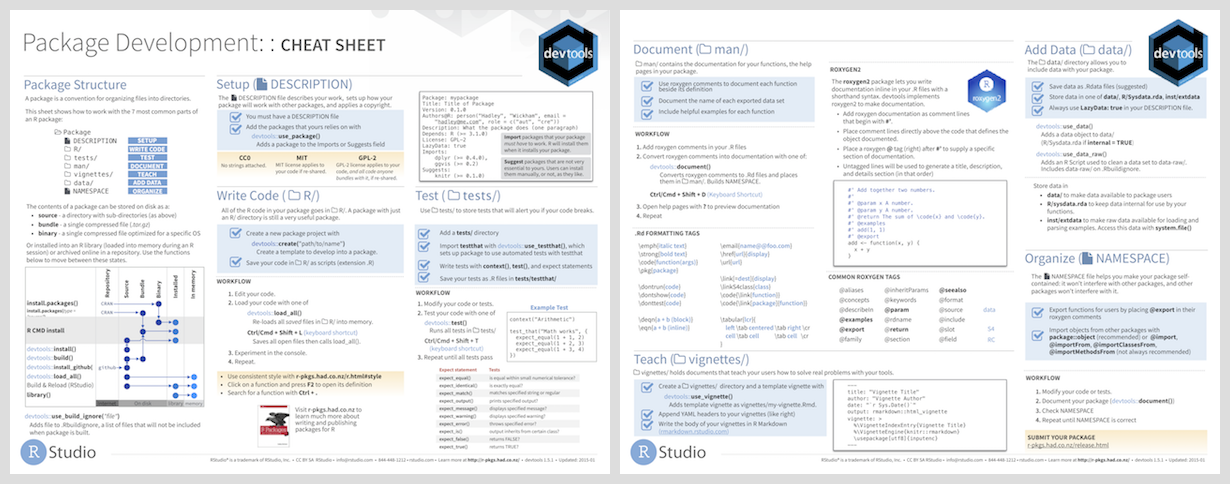 Package Development: : CHEAT SHEET
devtools
Package Structure
A package is a convention for organizing files into directories.
This sheet shows how to work with the 7 most common parts of
an R package:
Package
DESCRIPTION SETUP
R/ WRITE CODE
tests/ TEST
man/ DOCUMENT
vignettes/ TEACH
data/ ADD DATA
NAMESPACE ORGANIZE
The contents of a package can be stored on disk as a:
• source - a directory with sub-directories (as above)
• bundle - a single compressed file (.tar.gz)
• binary - a single compressed file optimized for a specific OS
Or installed into an R library (loaded into memory during an R
session) or archived online in a repository. Use the functions
below to move between these states.
Repository
Source
Bundle
Binary
Installed
In memory
install.packages() CRAN
install.packages(type = CRAN
R CMD install
devtools::install()
devtools::build()
devtools::install_github( github
devtools::load_all()
Build & Reload (RStudio)
library()
Internet On disk library memory
devtools::use_build_ignore("file")
Adds file to .Rbuildignore, a list of files that will not be included
when package is built.
R Studio
Setup ( DESCRIPTION)
The DESCRIPTION file describes your work, sets up how your
package will work with other packages, and applies a copyright.
You must have a DESCRIPTION file
Add the packages that yours relies on with
devtools::use_package()
Adds a package to the Imports or Suggests field
CC0
No strings attached.
MIT
MIT license applies to
your code if re-shared.
GPL-2
GPL-2 license applies to your
code, and all code anyone
bundles with it, if re-shared.
Package: mypackage
Title: Title of Package
Version: 0.1.0
Authors@R: person("Hadley", "Wickham", email =
"hadley@me.com", role = c("aut", "cre"))
Description: What the package does (one paragraph)
Depends: R (>= 3.1.0)
License: GPL-2
LazyData: true
Imports:
dplyr (>= 0.4.0),
ggvis (>= 0.2)
Suggests:
knitr (>= 0.1.0)
Import packages that your package
must have to work. R will install them
when it installs your package.
Suggest packages that are not very
essential to yours. Users can install
them manually, or not, as they like.
Write Code ( R/)
All of the R code in your package goes in R/. A package with just
an R/ directory is still a very useful package.
Create a new package project with
devtools::create("path/to/name")
Create a template to develop into a package.
Save your code in R/ as scripts (extension .R)
WORKFLOW
1. Edit your code.
2. Load your code with one of
devtools::load_all()
Re-loads all saved files in R/ into memory.
Ctrl/Cmd + Shift + L (keyboard shortcut)
Saves all open files then calls load_all().
3. Experiment in the console.
4. Repeat.
• Use consistent style with r-pkgs.had.co.nz/r.html#style
• Click on a function and press F2 to open its definition
• Search for a function with Ctrl + .
R Packages
Visit r-pkgs.had.co.nz to
learn much more about
writing and publishing
packages for R
Test ( tests/)
Use tests/ to store tests that will alert you if your code breaks.
Add a tests/ directory
Import testthat with devtools::use_testthat(), which
sets up package to use automated tests with testthat
Write tests with context(), test(), and expect statements
Save your tests as .R files in tests/testthat/
WORKFLOW
1. Modify your code or tests.
2. Test your code with one of
devtools::test()
Runs all tests in tests/
Ctrl/Cmd + Shift + T
(keyboard shortcut)
3. Repeat until all tests pass
Example Test
context("Arithmetic")
test_that("Math works", {
expect_equal(1 + 1, 2)
expect_equal(1 + 2, 3)
expect_equal(1 + 3, 4)
})
Expect statement Tests
expect_equal() is equal within small numerical tolerance?
expect_identical() is exactly equal?
expect_match() matches specified string or regular
expect_output() prints specified output?
expect_message() displays specified message?
expect_warning() displays specified warning?
expect_error() throws specified error?
expect_is() output inherits from certain class?
expect_false() returns FALSE?
expect_true() returns TRUE?
RStudio® is a trademark of RStudio, Inc. • CC BY SA RStudio • info@rstudio.com • 844-448-1212 • rstudio.com • Learn more at http://r-pkgs.had.co.nz/ • devtools 1.5.1 • Updated: 2015-01
Document ( man/)
man/ contains the documentation for your functions, the help
pages in your package.
Use roxygen comments to document each function
beside its definition
Document the name of each exported data set
Include helpful examples for each function
WORKFLOW
1. Add roxygen comments in your .R files
2. Convert roxygen comments into documentation with one of:
devtools::document()
Converts roxygen comments to .Rd files and places
them in man/. Builds NAMESPACE.
Ctrl/Cmd + Shift + D (Keyboard Shortcut)
3. Open help pages with ? to preview documentation
4. Repeat
.Rd FORMATTING TAGS
\emph{italic text}
\strong{bold text}
\code{function(args)}
\pkg{package}
\dontrun{code}
\dontshow{code}
\donttest{code}
\deqn{a + b (block)}
\eqn{a + b (inline)}
\email{name@@foo.com}
\href{url}{display}
\url{url}
\link[=dest]{display}
\linkS4class{class}
\code{\link{function}}
\code{\link[package]{function}}
\tabular{lcr}{
left \tab centered \tab right \cr
cell \tab cell \tab cell \cr
}
ROXYGEN2
The roxygen2 package lets you write
documentation inline in your .R files with a
shorthand syntax. devtools implements
roxygen2 to make documentation.
roxygen2
• Add roxygen documentation as comment lines
that begin with #'.
• Place comment lines directly above the code that defines the
object documented.
• Place a roxygen @ tag (right) after #' to supply a specific
section of documentation.
• Untagged lines will be used to generate a title, description,
and details section (in that order)
#' Add together two numbers.
#'
#' @param x A number.
#' @param y A number.
#' @return The sum of \code{x} and \code{y}.
#' @examples
#' add(1, 1)
#' @export
add <- function(x, y) {
x + y
}
COMMON ROXYGEN TAGS
@aliases @inheritParams @seealso
@concepts @keywords @format
@describeIn @param @source data
@examples @rdname @include
@export @return @slot S4
@family @section @field RC
Teach ( vignettes/)
vignettes/ holds documents that teach your users how to solve real problems with your tools.
Create a vignettes/ directory and a template vignette with
devtools::use_vignette()
Adds template vignette as vignettes/my-vignette.Rmd.
Append YAML headers to your vignettes (like right)
Write the body of your vignettes in R Markdown
(rmarkdown.rstudio.com)
---
title: "Vignette Title"
author: "Vignette Author"
date: "`r Sys.Date()`"
output: rmarkdown::html_vignette
vignette: >
%\VignetteIndexEntry{Vignette Title}
%\VignetteEngine{knitr::rmarkdown}
\usepackage[utf8]{inputenc}
---
Add Data ( data/)
devtools
The data/ directory allows you to
include data with your package.
Save data as .Rdata files (suggested)
Store data in one of data/, R/Sysdata.rda, inst/extdata
Always use LazyData: true in your DESCRIPTION file.
devtools::use_data()
Adds a data object to data/
(R/Sysdata.rda if internal = TRUE)
devtools::use_data_raw()
Adds an R Script used to clean a data set to data-raw/.
Includes data-raw/ on .Rbuildignore.
Store data in
• data/ to make data available to package users
• R/sysdata.rda to keep data internal for use by your
functions.
• inst/extdata to make raw data available for loading and
parsing examples. Access this data with system.file()
Organize ( NAMESPACE)
The NAMESPACE file helps you make your package self-
contained: it won't interfere with other packages, and other
packages won't interfere with it.
Export functions for users by placing @export in their
roxygen comments
Import objects from other packages with
package::object (recommended) or @import,
@importFrom, @importClassesFrom,
@importMethodsFrom (not always recommended)
WORKFLOW
1. Modify your code or tests.
2. Document your package (devtools::document())
3. Check NAMESPACE
4. Repeat until NAMESPACE is correct
SUBMIT YOUR PACKAGE
r-pkgs.had.co.nz/release.html
R Studio
RStudio® is a trademark of RStudio, Inc. • CC BY SA RStudio • info@rstudio.com • 844-448-1212 • rstudio.com • Learn more at http://r-pkgs.had.co.nz/ • devtools 1.5.1 • Updated: 2015-01